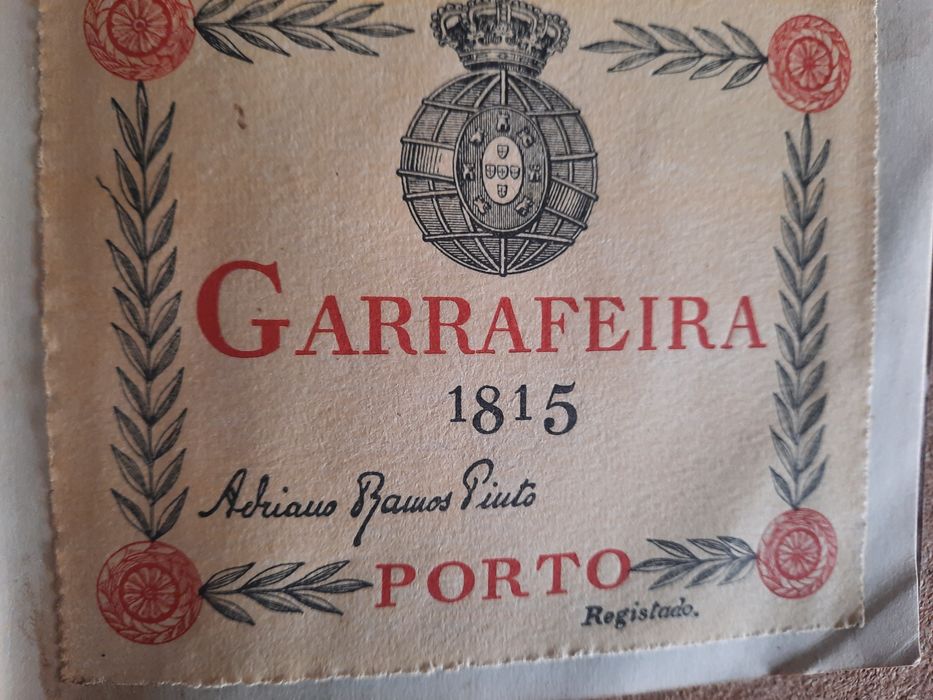 GARRAFEIRA
1815
Adriano Ramos Pinto
PORTO
Registado.